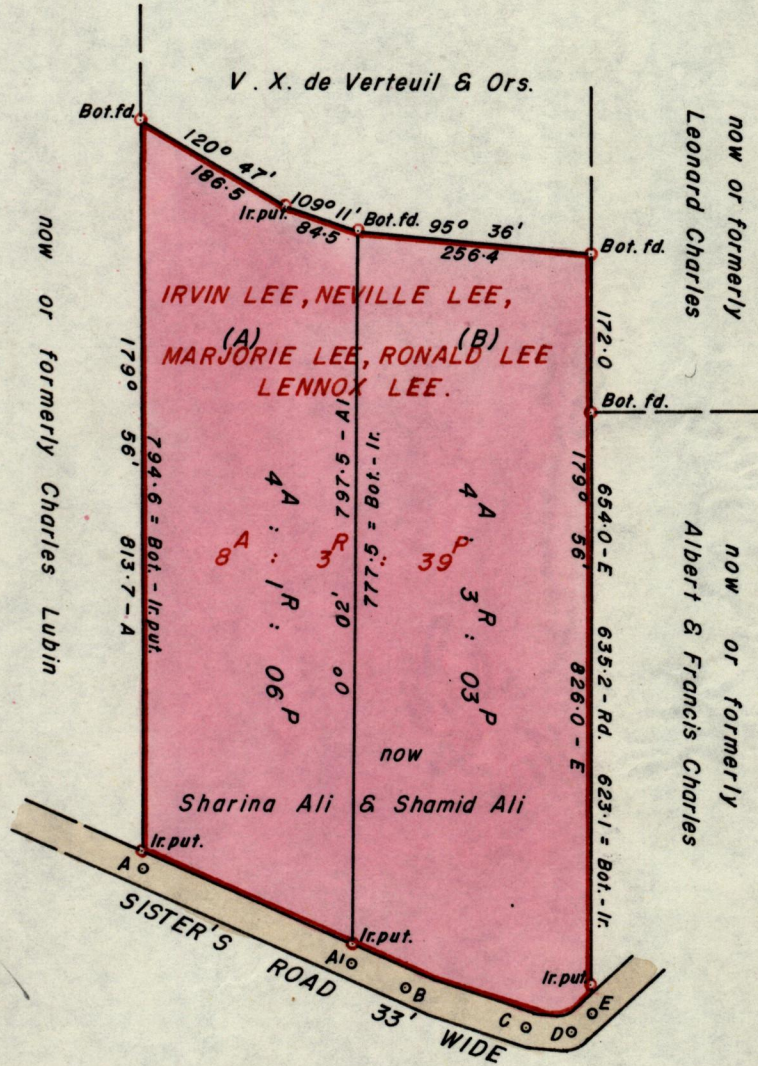 V. X. de Verteuil & Ors.
Bot.fd.
120° 47'
186.5
Ir.put.
109° 11'
84.5
Bot.fd.
95° 36'
256.4
Bot. fd.
now or formerly
Leonard Charles
172.0
Bot. fd.
IRVIN LEE, NEVILLE LEE,
(A)
(B)
MARJORIE LEE, RONALD LEE
LENNOX LEE.
now or formerly Charles Lubin
179° 56'
794.6 = Bot.-Ir.put.
813.7-A
8A : 3R : 39P
4A : 1R : 06P
0° 02'
797.5 - A1
777.5 = Bot.-Ir.
4A : 3R : 03P
179° 56'
826.0 - E
654.0-E
635.2-Rd.
623.1 = Bot.-Ir.
now or formerly
Albert & Francis Charles
now
Sharina Ali & Shamid Ali
Ir.put.
A
Ir.put.
A1
B
C
D
E
Ir.put.
SISTER'S ROAD 33' WIDE